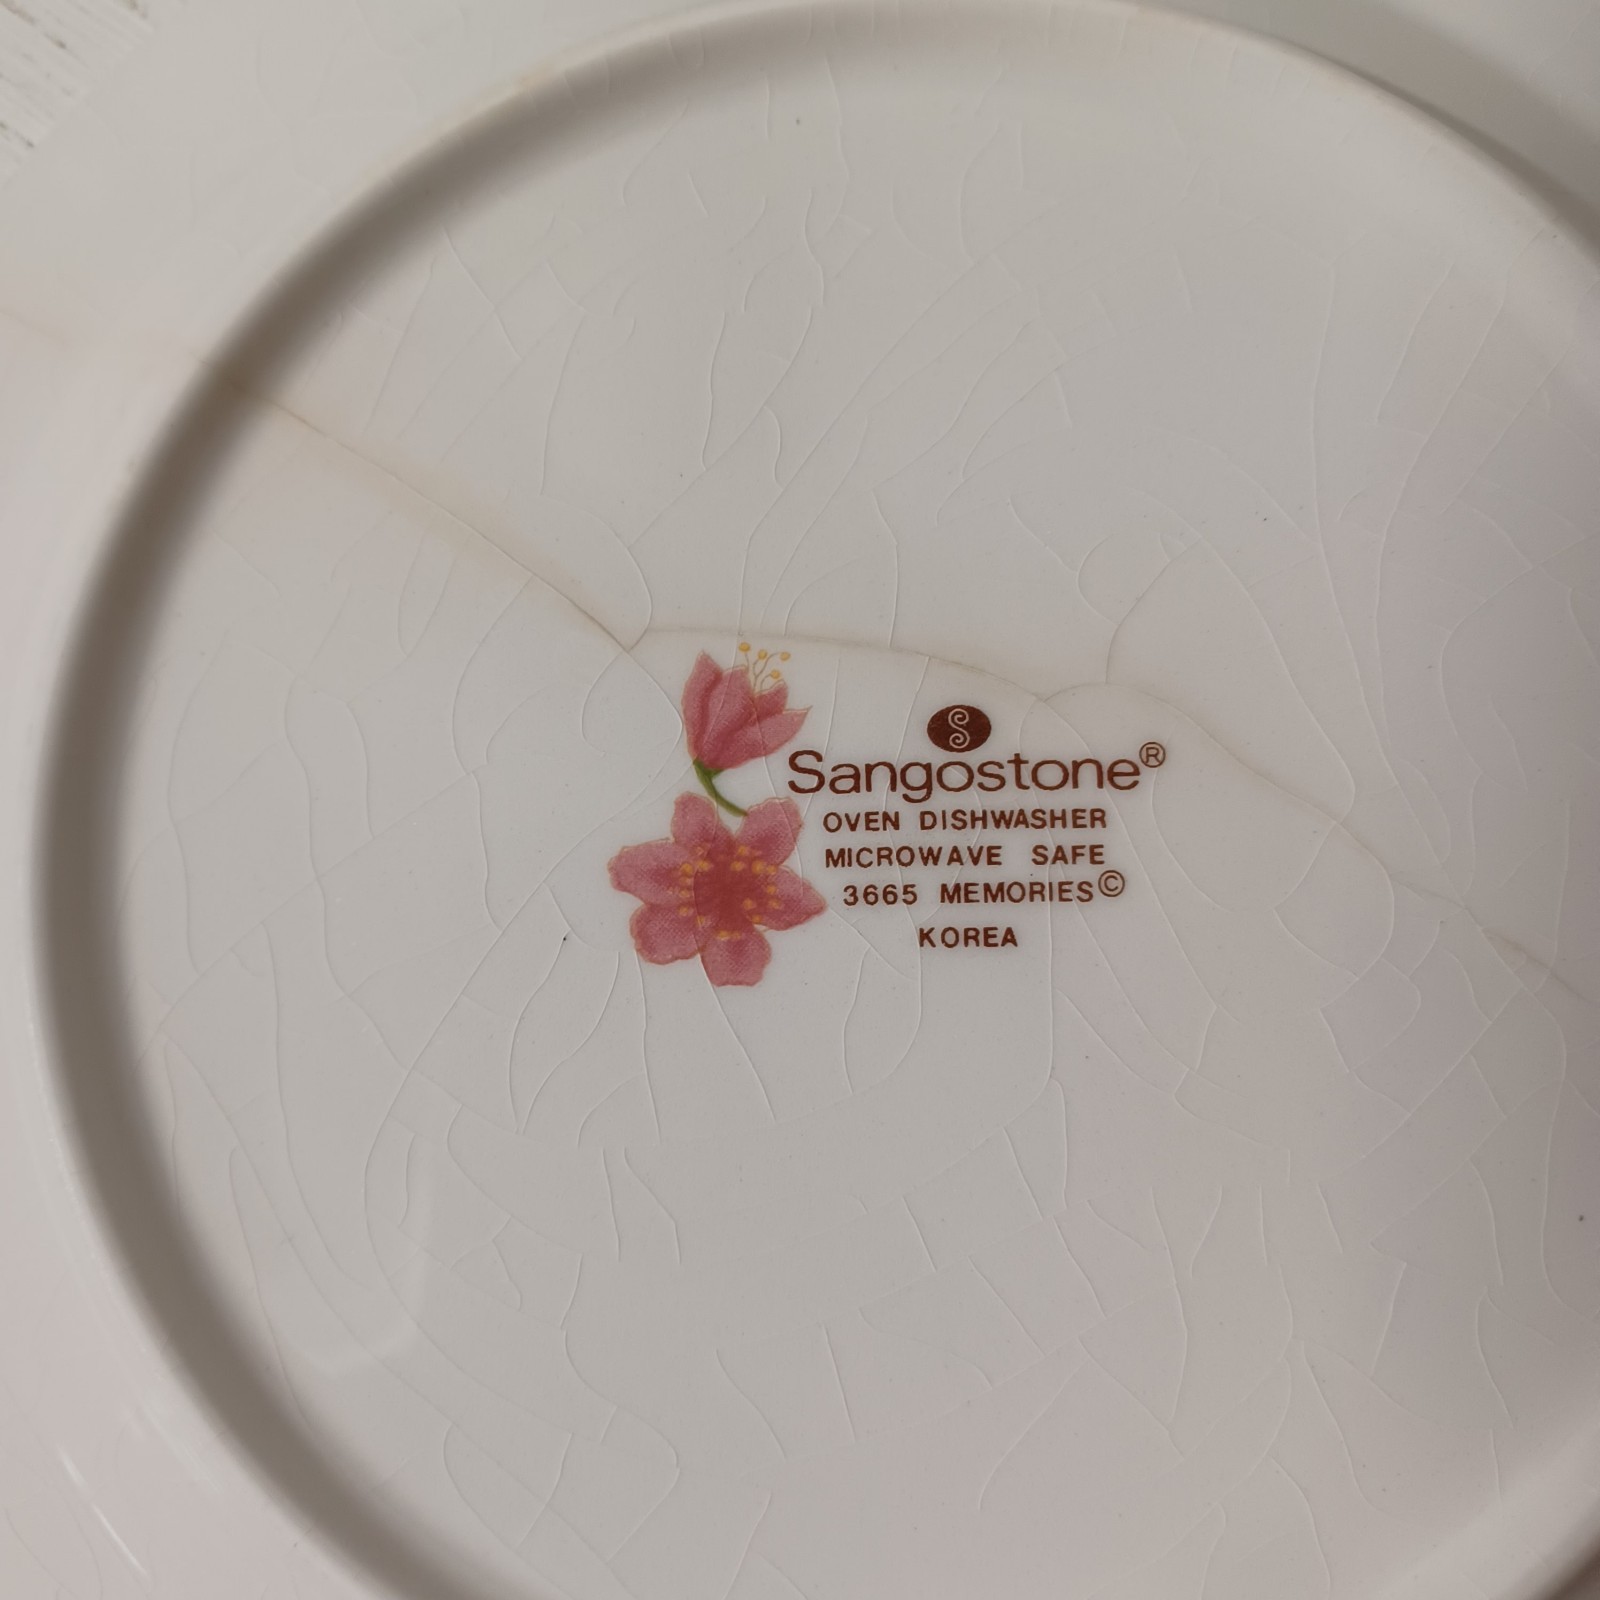 S
Sangostone®
OVEN DISHWASHER
MICROWAVE SAFE
3665 MEMORIES©
KOREA